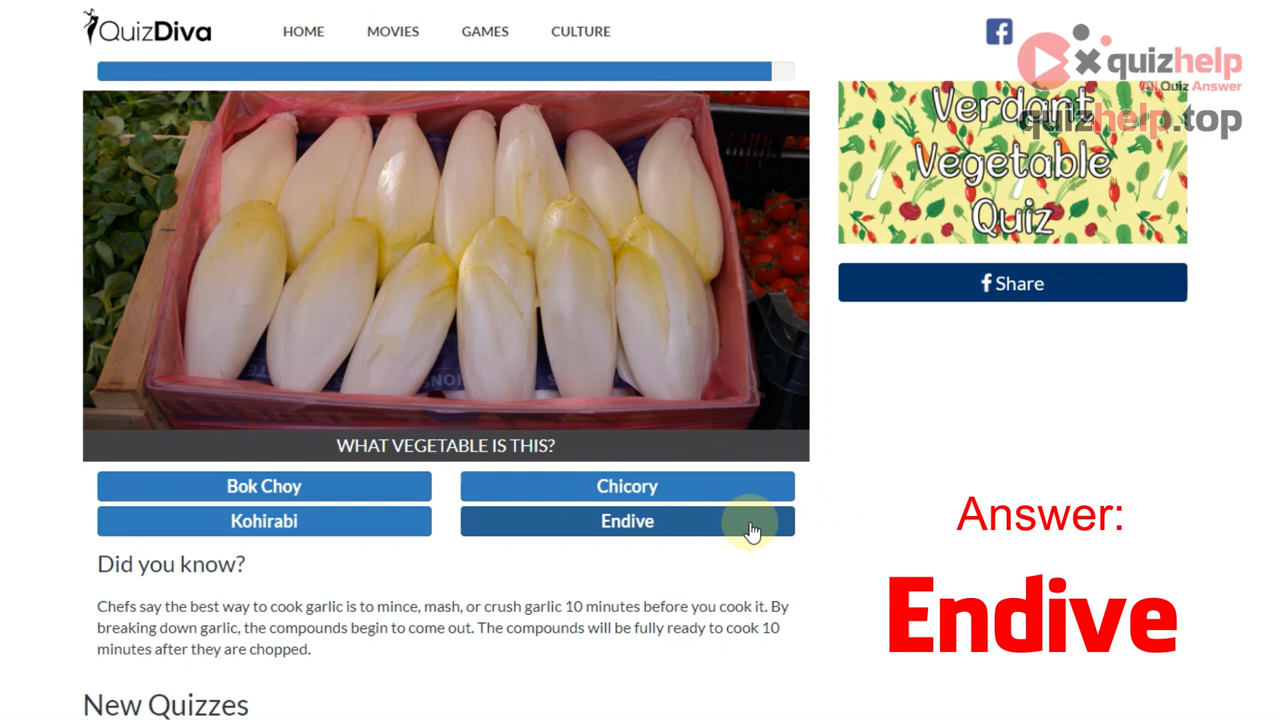 QuizDiva
HOME
MOVIES
GAMES
CULTURE
quizhelp
All Quiz Answer
quizhelp.top
Verdant
Vegetable
Quiz
Share
WHAT VEGETABLE IS THIS?
Bok Choy
Chicory
Kohirabi
Endive
Answer:
Endive
Did you know?
Chefs say the best way to cook garlic is to mince, mash, or crush garlic 10 minutes before you cook it. By
breaking down garlic, the compounds begin to come out. The compounds will be fully ready to cook 10
minutes after they are chopped.
New Quizzes